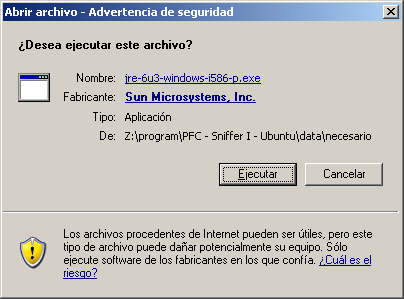 Abrir archivo - Advertencia de seguridad
¿Desea ejecutar este archivo?
Nombre: jre-6u3-windows-i586-p.exe
Fabricante: Sun Microsystems, Inc.
Tipo: Aplicación
De: Z:\program\PFC - Sniffer I - Ubuntu\data\necesario
Ejecutar Cancelar
Los archivos procedentes de Internet pueden ser útiles, pero este
tipo de archivo puede dañar potencialmente su equipo. Sólo
ejecute software de los fabricantes en los que confía. ¿Cuál es el
riesgo?